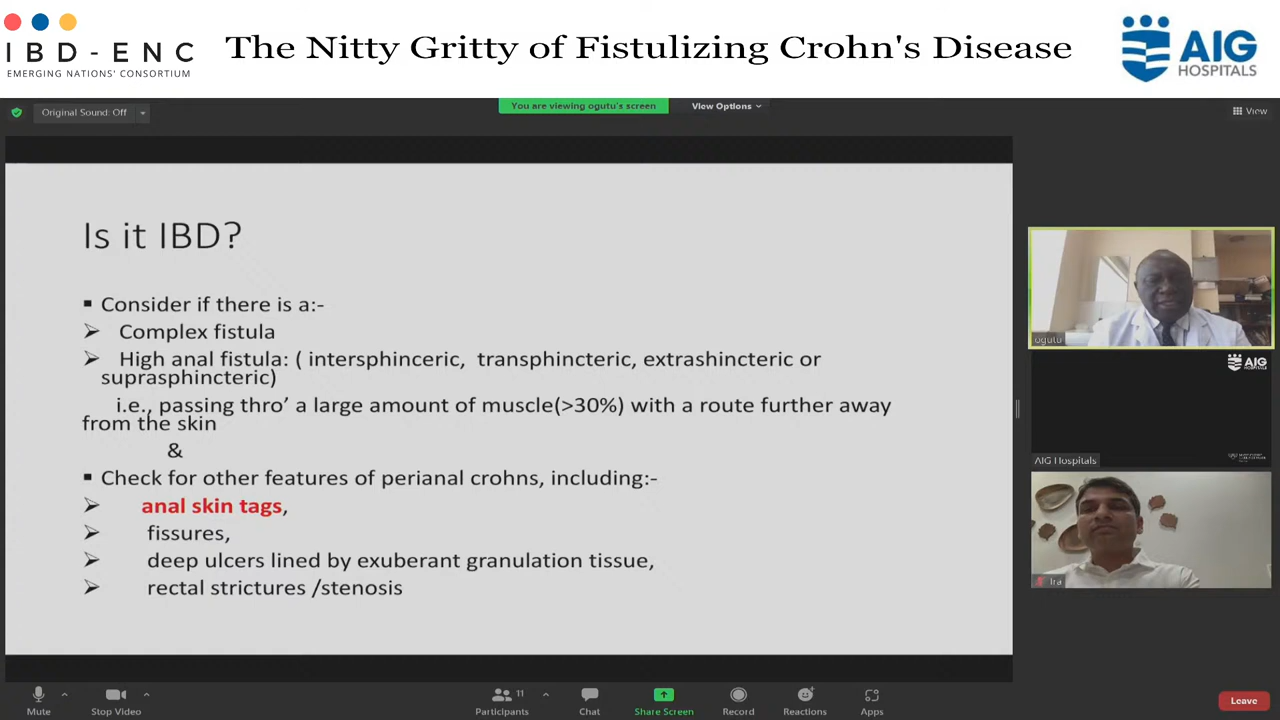 IBD-ENC
EMERGING NATIONS' CONSORTIUM
The Nitty Gritty of Fistulizing Crohn's Disease
AIG
HOSPITALS
Original Sound: Off
You are viewing ogutu's screen
View Options
View
Is it IBD?
▪ Consider if there is a:-
➢ Complex fistula
➢ High anal fistula: ( intersphinceric, transphincteric, extrashincteric or
suprasphincteric)
i.e., passing thro' a large amount of muscle(>30%) with a route further away
from the skin
&
▪ Check for other features of perianal crohns, including:-
➢ anal skin tags,
➢ fissures,
➢ deep ulcers lined by exuberant granulation tissue,
➢ rectal strictures /stenosis
ogutu
AIG
HOSPITALS
AIG Hospitals
Ira
Mute
Stop Video
Participants
11
Chat
Share Screen
Record
Reactions
Apps
Leave